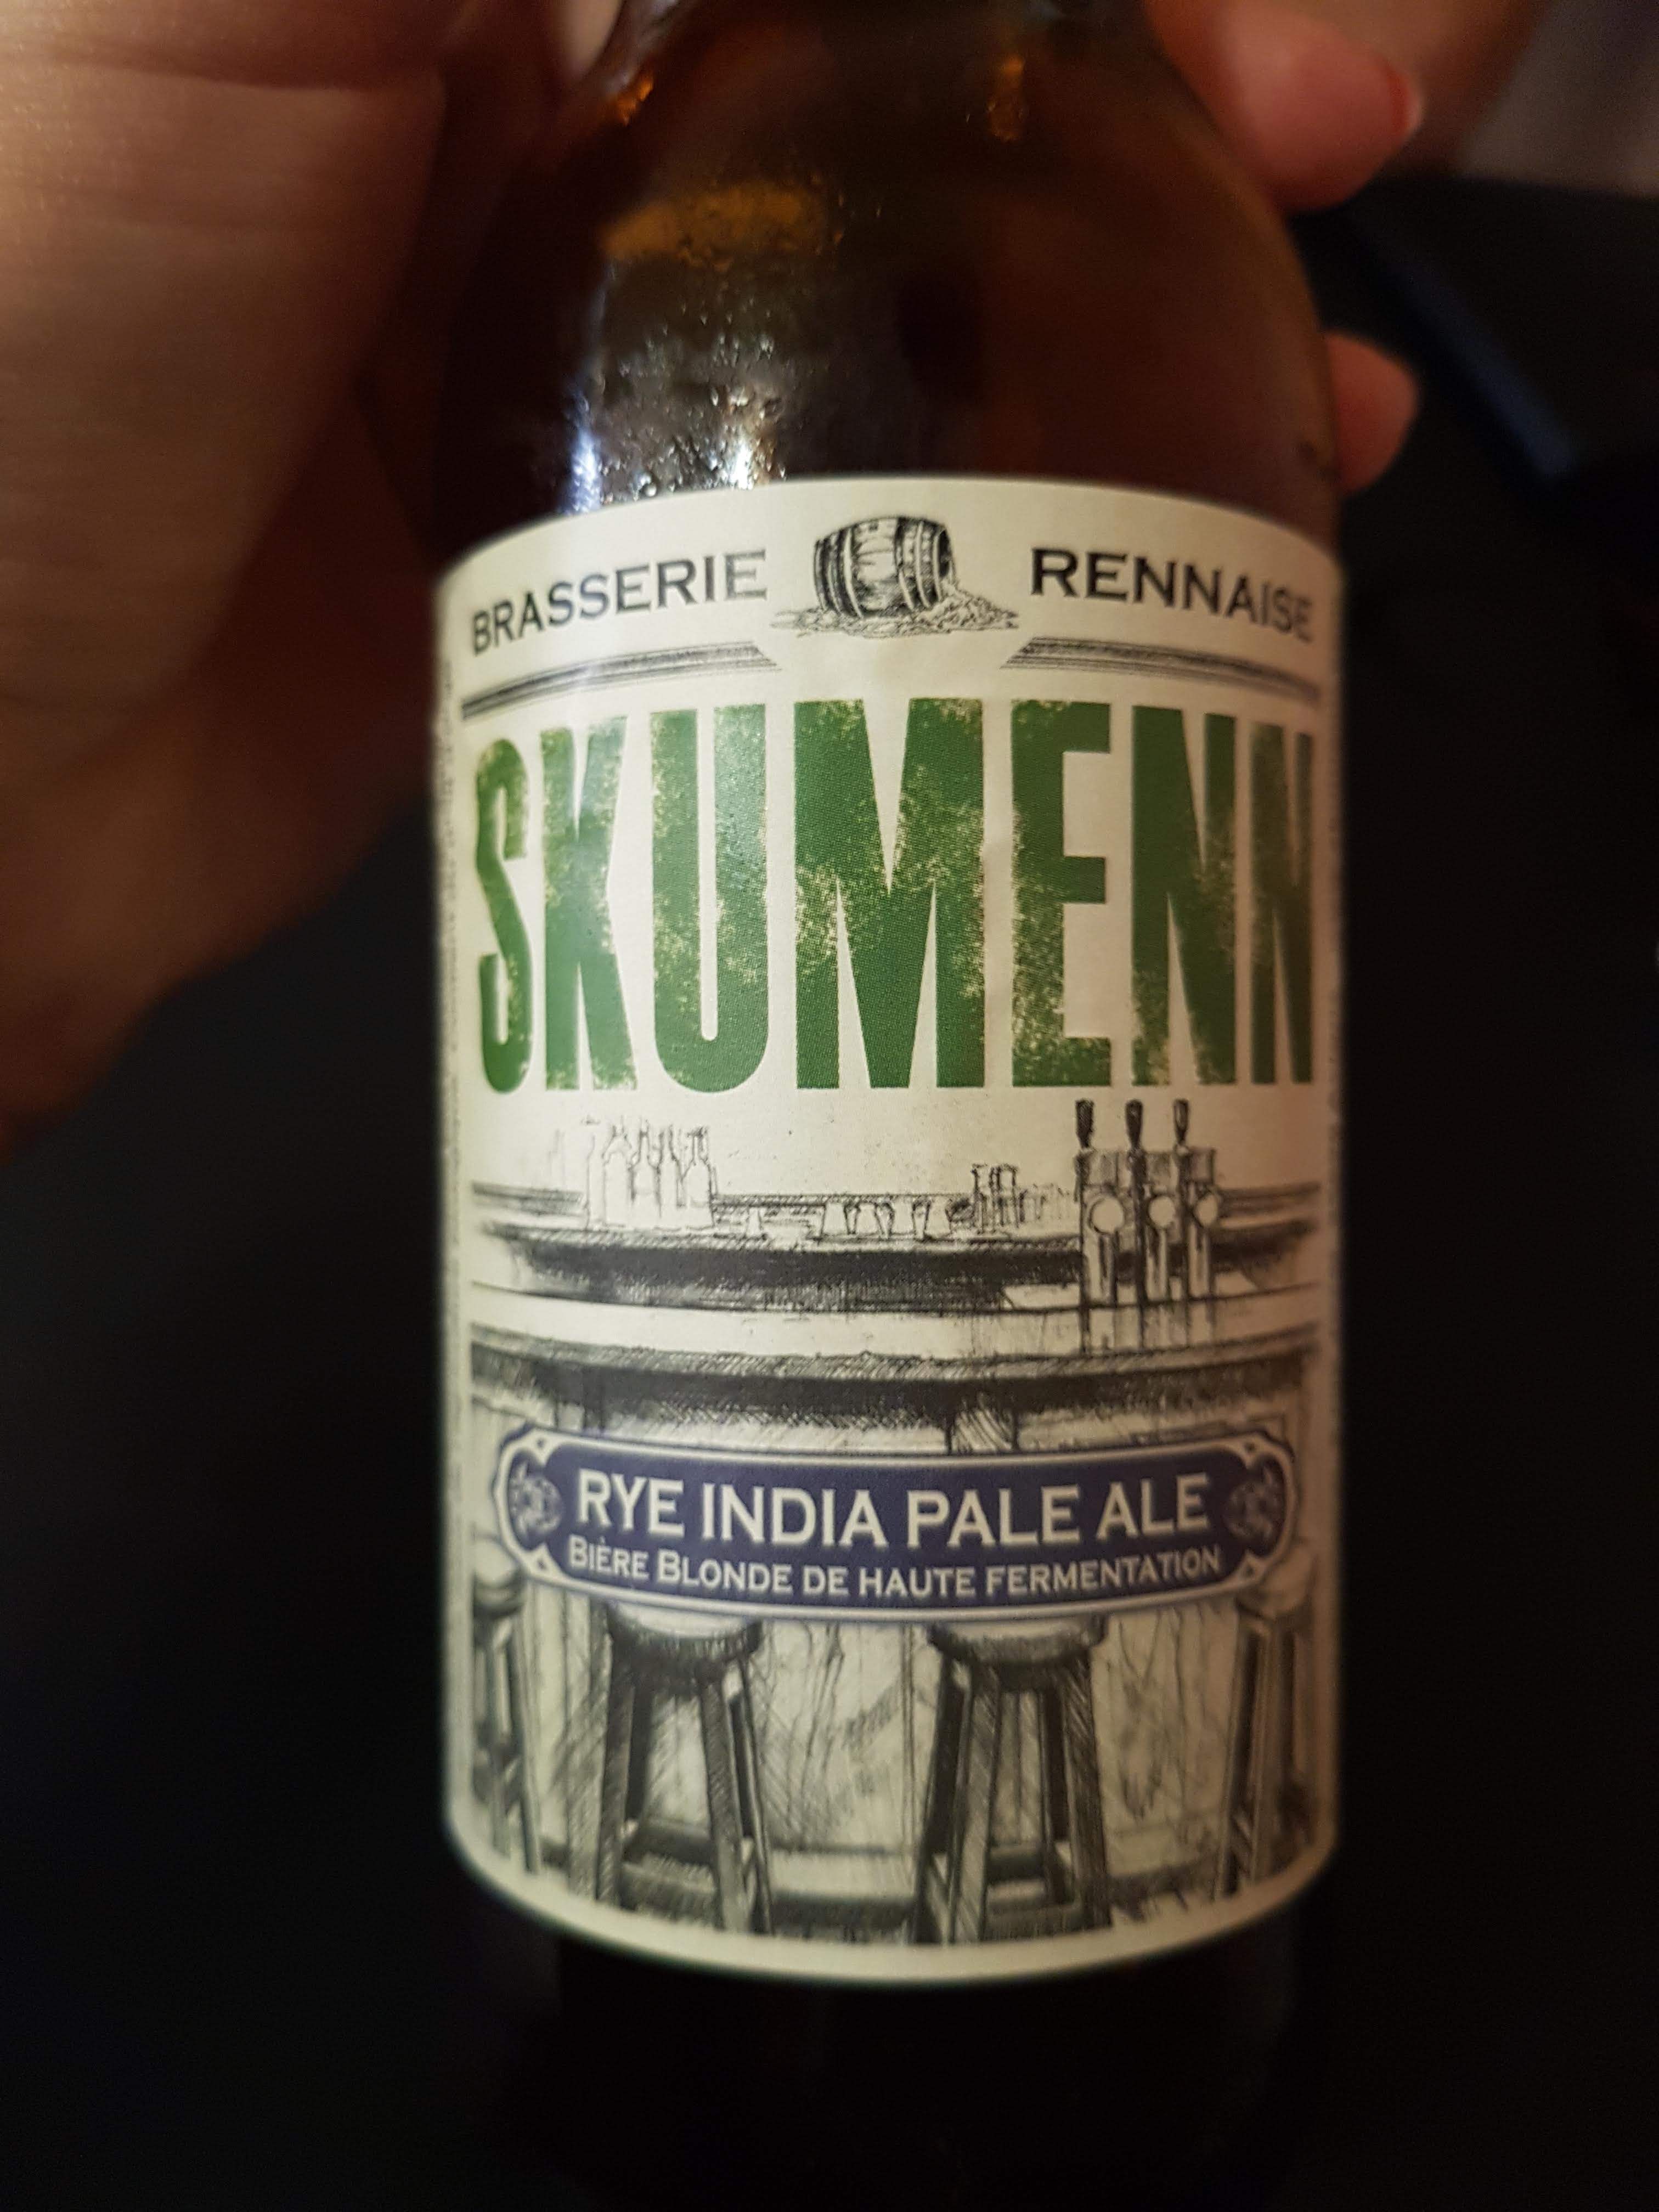 BRASSERIE RENNAISE
SKUMENN
RYE INDIA PALE ALE
BIÈRE BLONDE DE HAUTE FERMENTATION